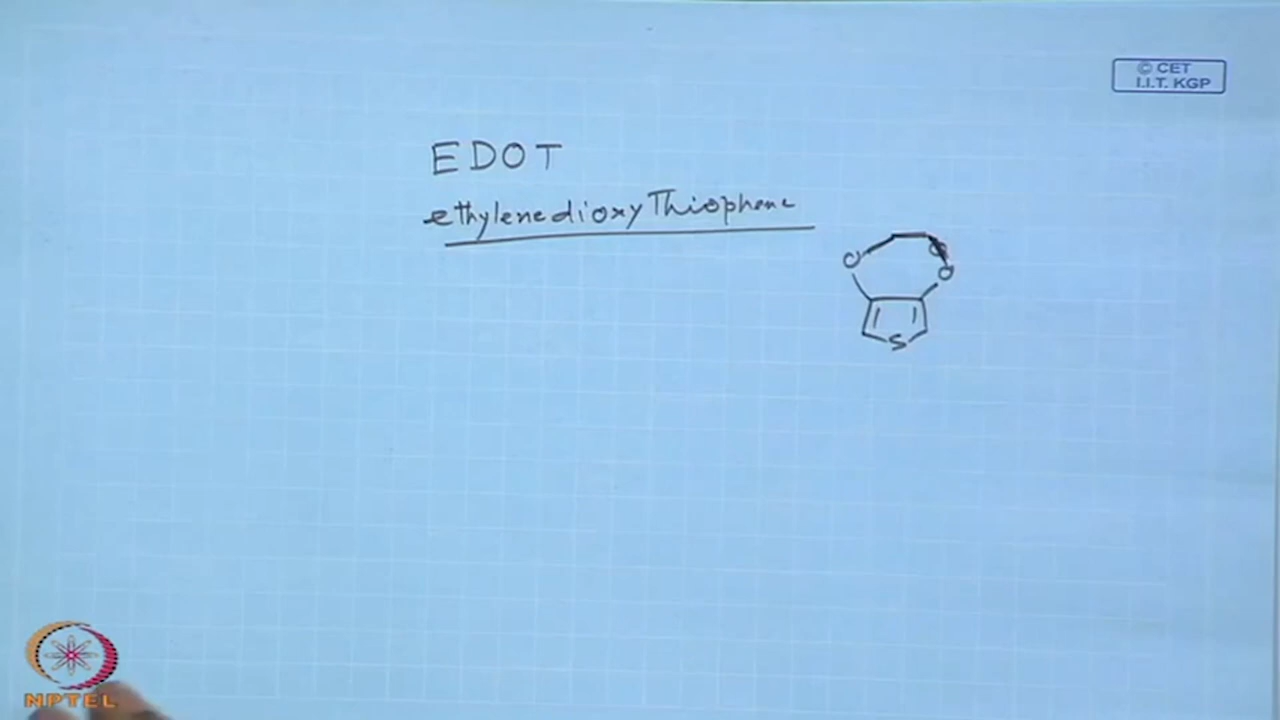 © CET
I.I.T. KGP
EDOT
ethylenedioxyThiophene
O
O
S
NPTEL